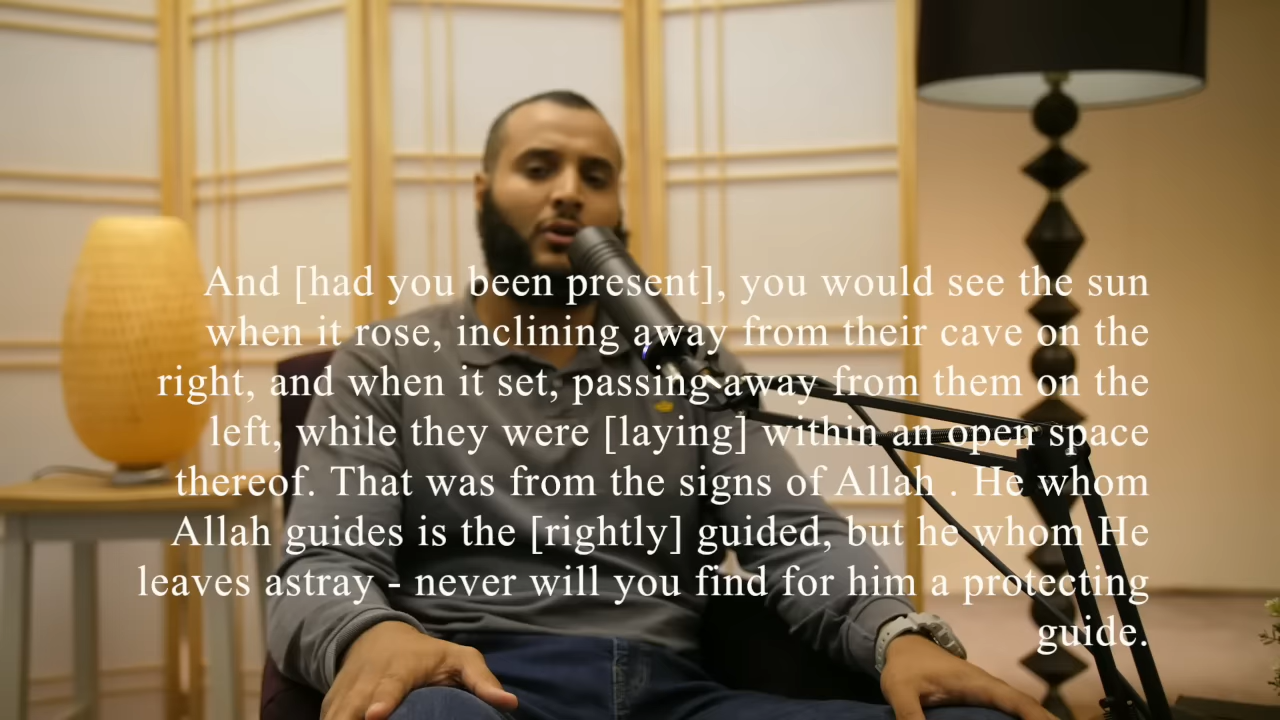 And [had you been present], you would see the sun
when it rose, inclining away from their cave on the
right, and when it set, passing away from them on the
left, while they were [laying] within an open space
thereof. That was from the signs of Allah . He whom
Allah guides is the [rightly] guided, but he whom He
leaves astray - never will you find for him a protecting
guide.